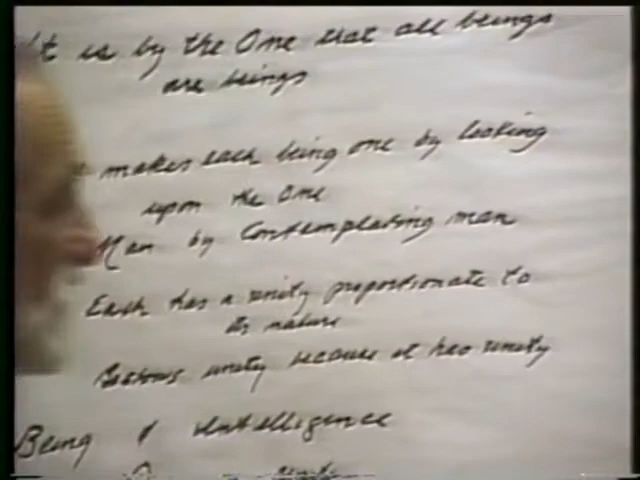 It is by the One that all beings
are beings
makes each being one by looking
upon the One
Man by Contemplating man
Each has a unity proportionate to
its nature
Bestows unity because it has unity
Being & Intelligence